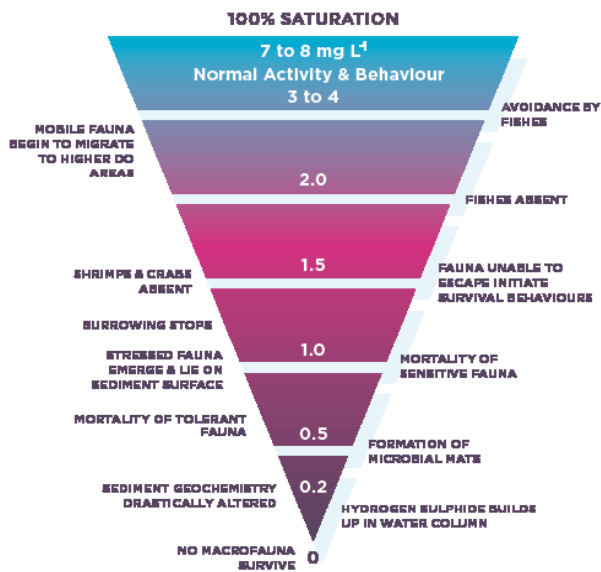 100% SATURATION
7 to 8 mg L⁻¹
Normal Activity & Behaviour
3 to 4
AVOIDANCE BY
FISHES
MOBILE FAUNA
BEGIN TO MIGRATE
TO HIGHER DO
AREAS
2.0
FISHES ABSENT
1.5
SHRIMPS & CRABS
ABSENT
FAUNA UNABLE TO
ESCAPE INITIATE
SURVIVAL BEHAVIOURS
BURROWING STOPS
1.0
STRESSED FAUNA
EMERGE & LIE ON
SEDIMENT SURFACE
MORTALITY OF
SENSITIVE FAUNA
MORTALITY OF TOLERANT
FAUNA
0.5
FORMATION OF
MICROBIAL MATS
0.2
SEDIMENT GEOCHEMISTRY
DRASTICALLY ALTERED
HYDROGEN SULPHIDE BUILDS
UP IN WATER COLUMN
NO MACROFAUNA
SURVIVE
0